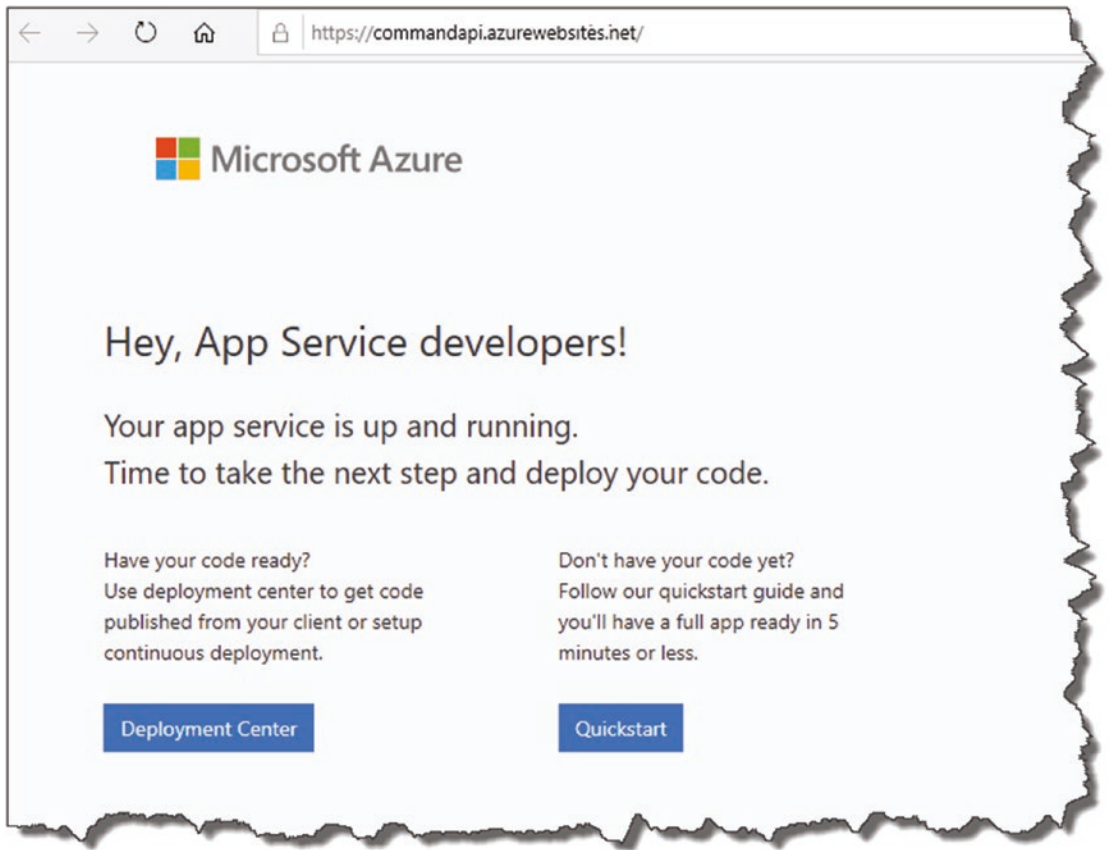 https://commandapi.azurewebsites.net/
Microsoft Azure
Hey, App Service developers!
Your app service is up and running.
Time to take the next step and deploy your code.
Have your code ready?
Use deployment center to get code
published from your client or setup
continuous deployment.
Deployment Center
Don't have your code yet?
Follow our quickstart guide and
you'll have a full app ready in 5
minutes or less.
Quickstart